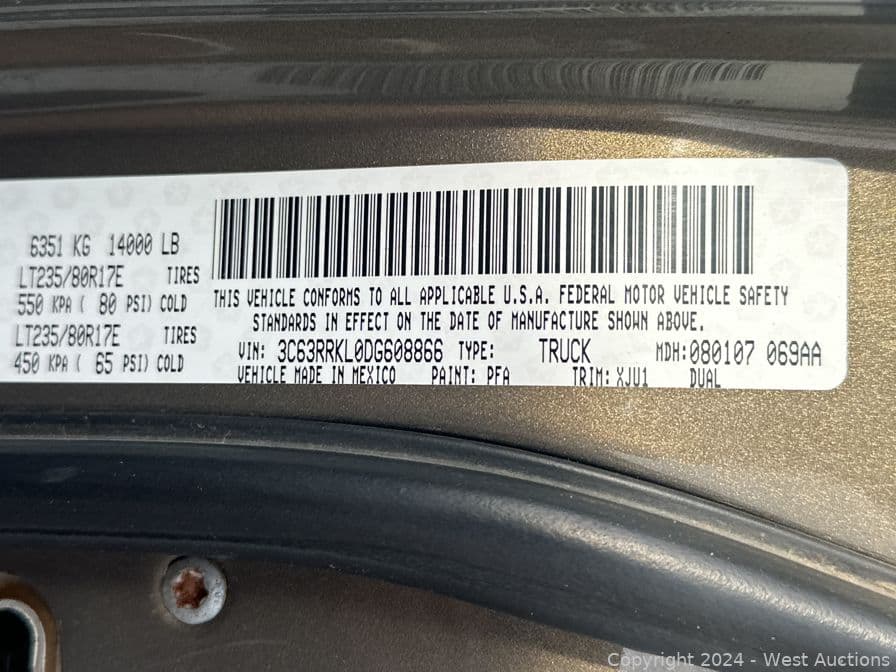 6351 KG 14000 LB
LT235/80R17E TIRES
550 KPA ( 80 PSI) COLD
LT235/80R17E TIRES
450 KPA ( 65 PSI) COLD
THIS VEHICLE CONFORMS TO ALL APPLICABLE U.S.A. FEDERAL MOTOR VEHICLE SAFETY
STANDARDS IN EFFECT ON THE DATE OF MANUFACTURE SHOWN ABOVE.
VIN: 3C63RRKL0DG608866 TYPE: TRUCK MDH:080107 069AA
VEHICLE MADE IN MEXICO PAINT: PFA TRIM: XJU1 DUAL
Copyright © 2024 - West Auctions